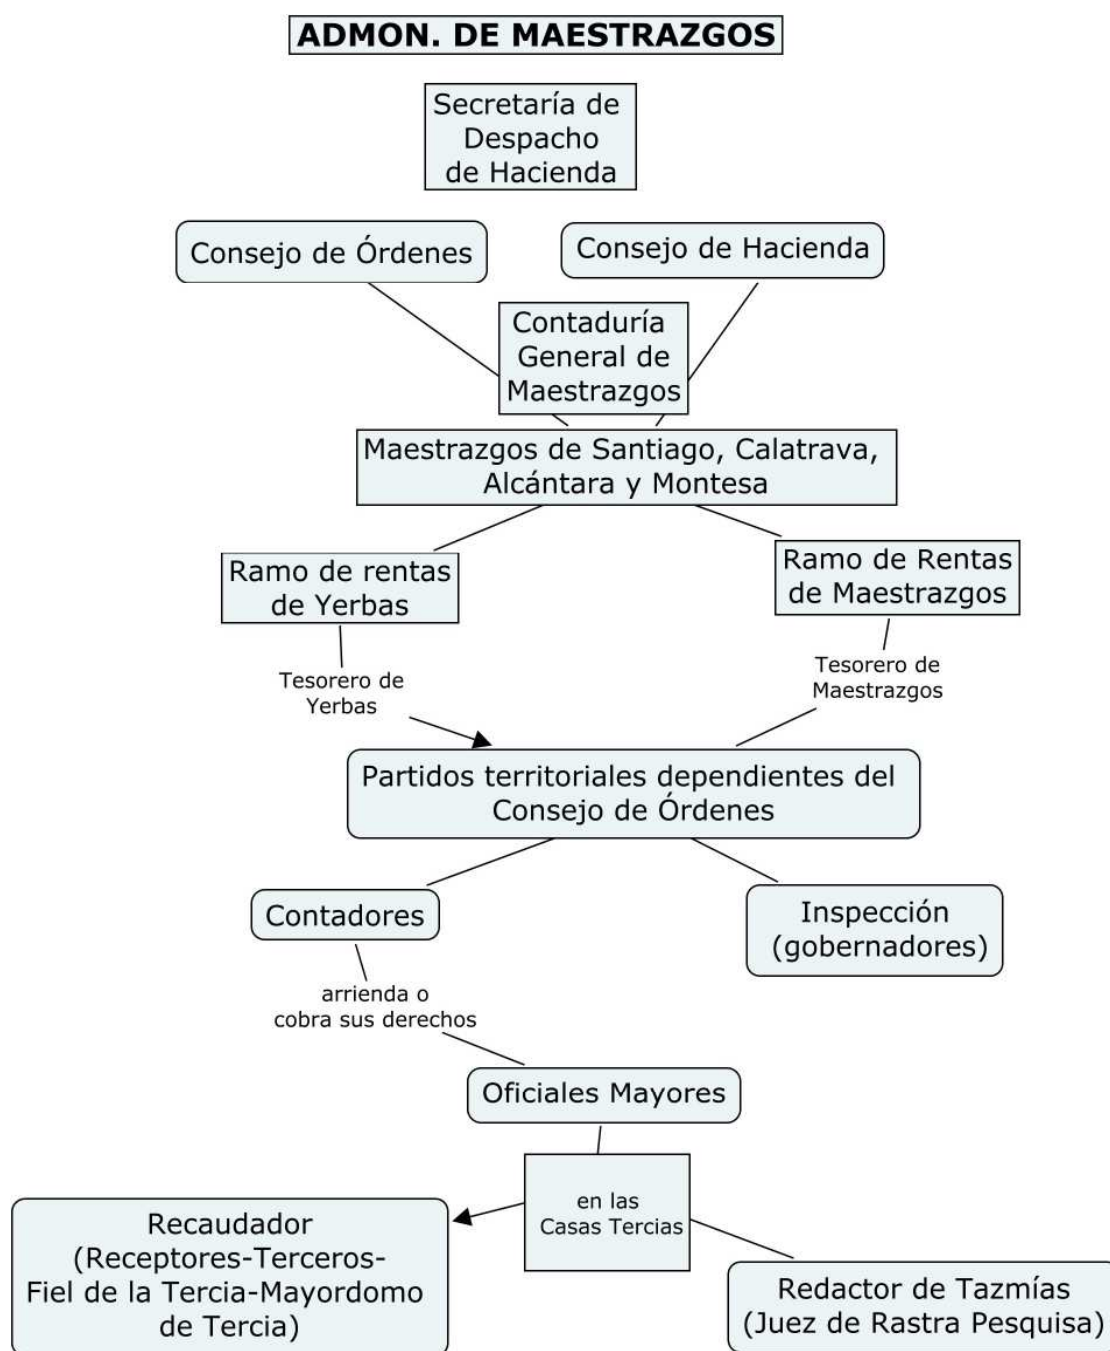 ADMON. DE MAESTRAZGOS
Secretaría de
Despacho
de Hacienda
Consejo de Órdenes
Consejo de Hacienda
Contaduría
General de
Maestrazgos
Maestrazgos de Santiago, Calatrava,
Alcántara y Montesa
Ramo de rentas
de Yerbas
Ramo de Rentas
de Maestrazgos
Tesorero de
Yerbas
Tesorero de
Maestrazgos
Partidos territoriales dependientes del
Consejo de Órdenes
Contadores
Inspección
(gobernadores)
arrienda o
cobra sus derechos
Oficiales Mayores
en las
Casas Tercias
Recaudador
(Receptores-Terceros-
Fiel de la Tercia-Mayordomo
de Tercia)
Redactor de Tazmías
(Juez de Rastra Pesquisa)